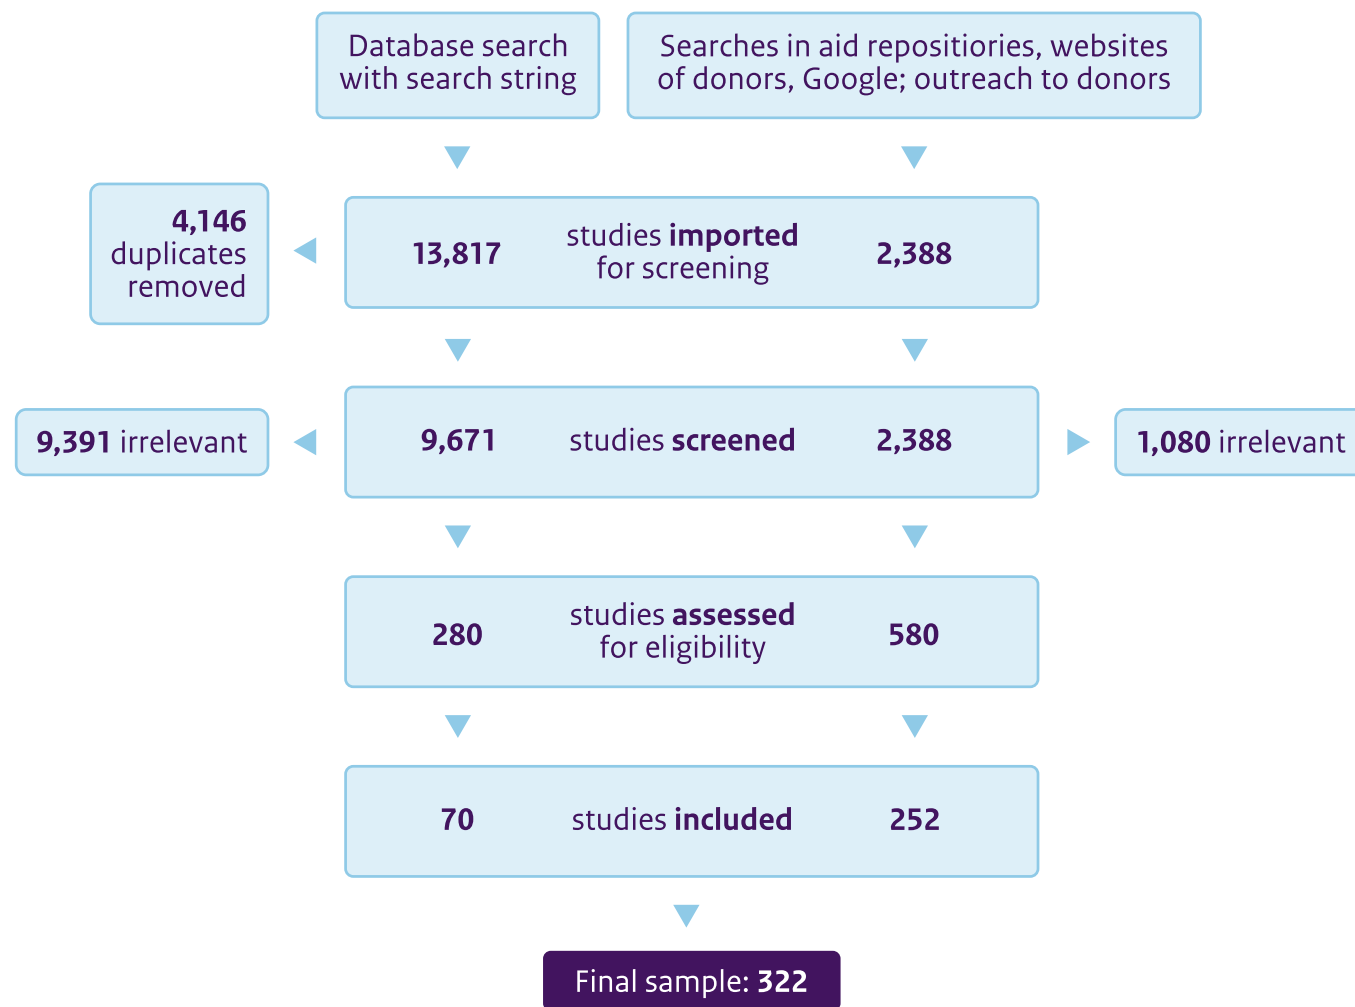 Database search
with search string
Searches in aid repositiories, websites
of donors, Google; outreach to donors
4,146
duplicates
removed
13,817
studies imported
for screening
2,388
9,391 irrelevant
9,671
studies screened
2,388
1,080 irrelevant
280
studies assessed
for eligibility
580
70
studies included
252
Final sample: 322